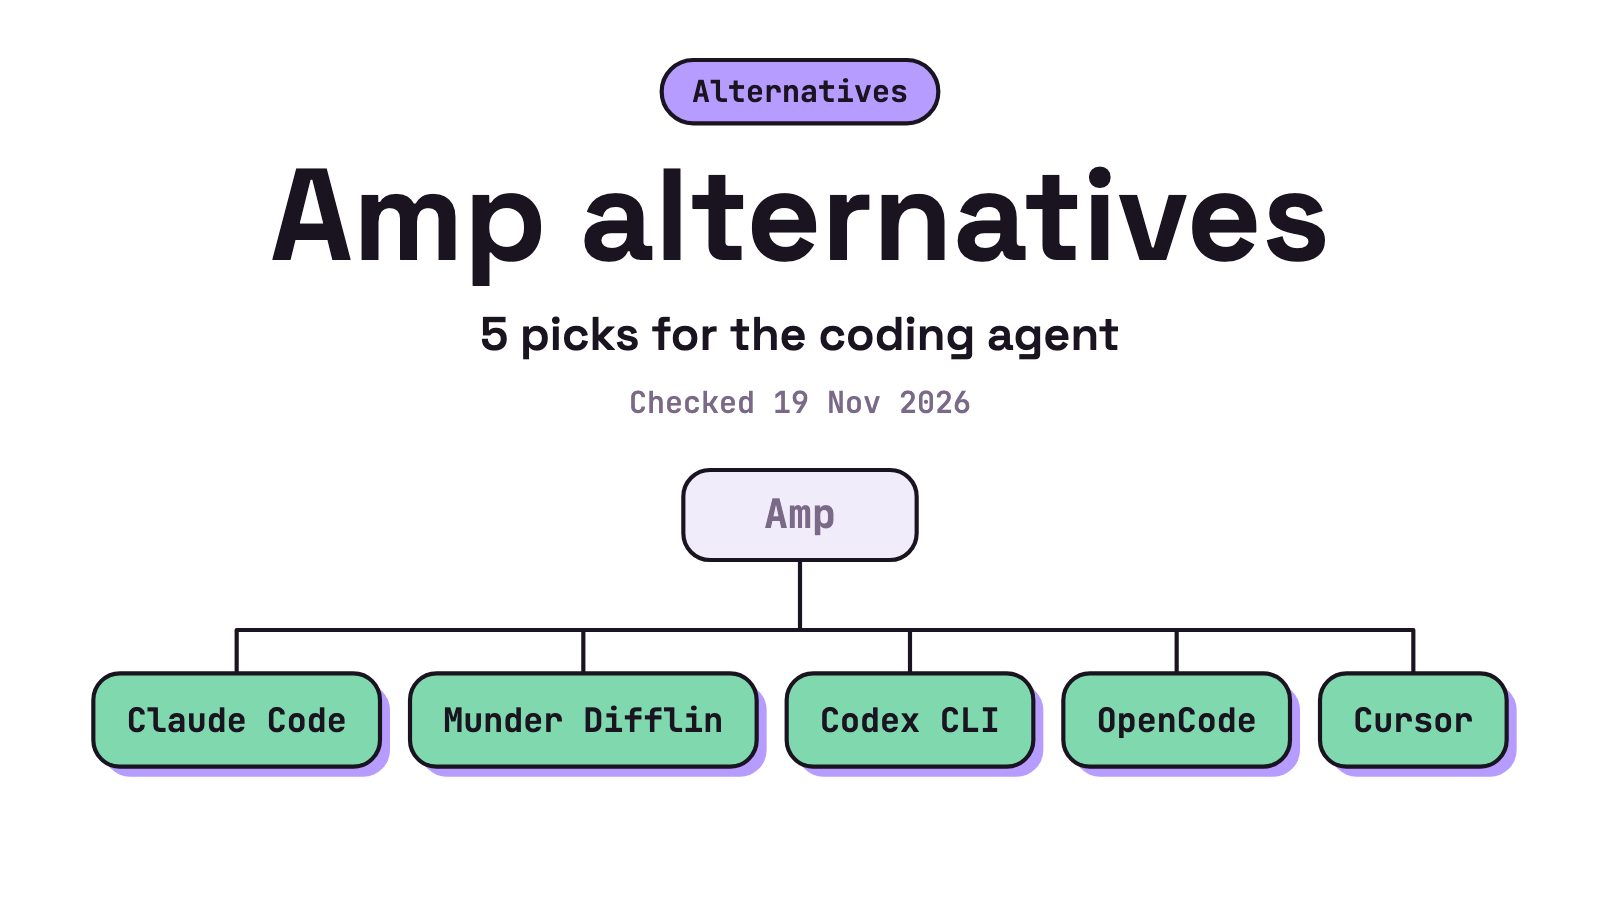 Alternatives
Amp alternatives
5 picks for the coding agent
Checked 19 Nov 2026
Amp
Claude Code
Munder Difflin
Codex CLI
OpenCode
Cursor